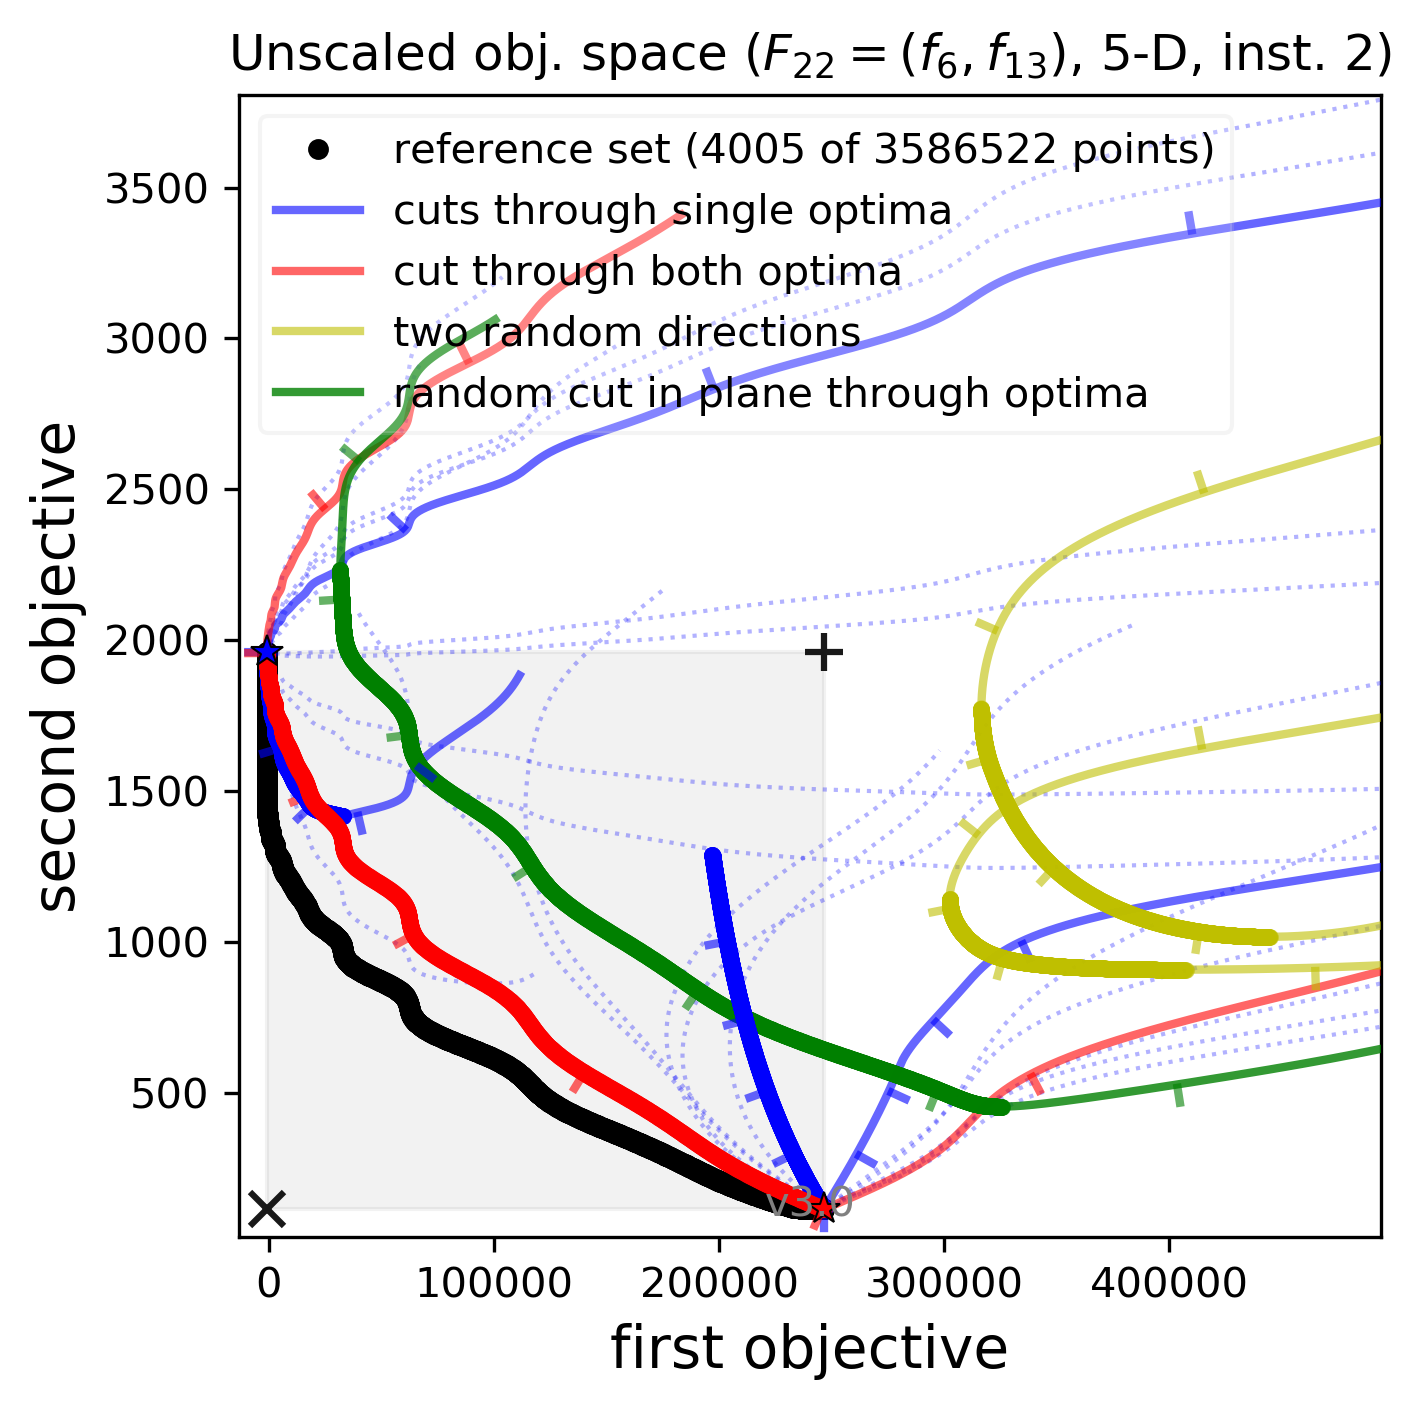 Unscaled obj. space (F₂₂ = (f₆, f₁₃), 5-D, inst. 2)
reference set (4005 of 3586522 points)
cuts through single optima
cut through both optima
two random directions
random cut in plane through optima
3500
3000
2500
2000
1500
1000
500
second objective
v3.0
0
100000
200000
300000
400000
first objective